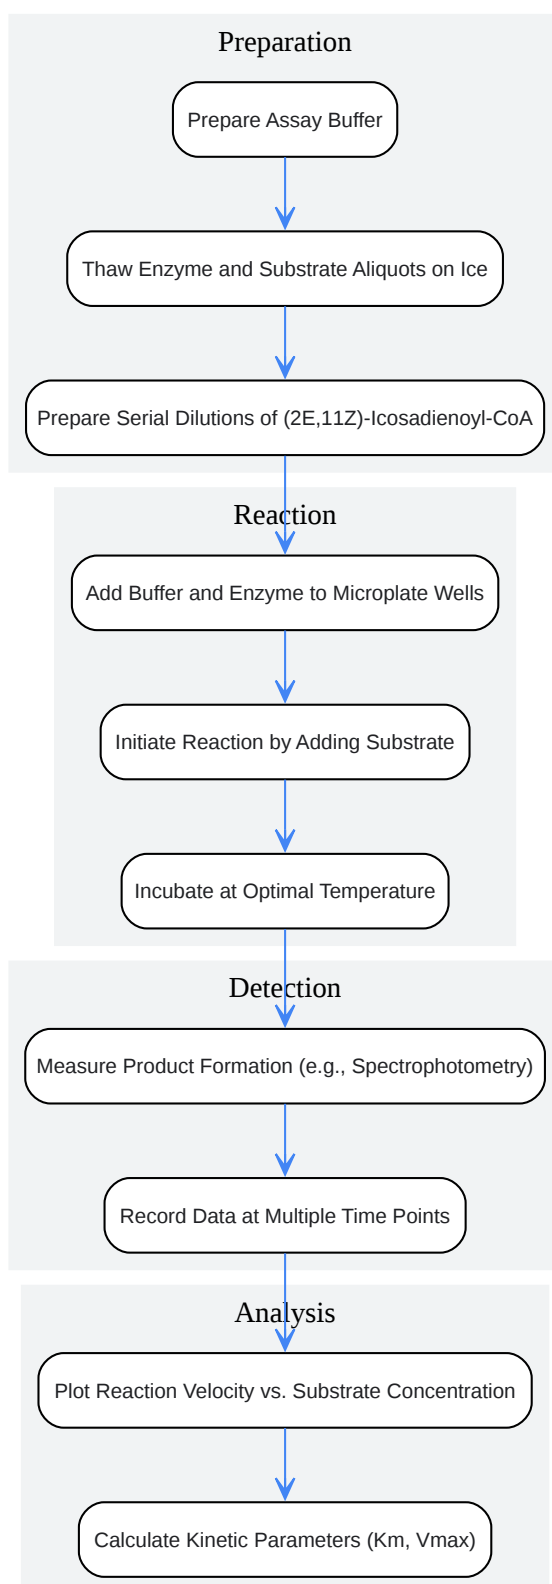 Preparation
Prepare Assay Buffer
Thaw Enzyme and Substrate Aliquots on Ice
Prepare Serial Dilutions of (2E,11Z)-Icosadienoyl-CoA
Reaction
Add Buffer and Enzyme to Microplate Wells
Initiate Reaction by Adding Substrate
Incubate at Optimal Temperature
Detection
Measure Product Formation (e.g., Spectrophotometry)
Record Data at Multiple Time Points
Analysis
Plot Reaction Velocity vs. Substrate Concentration
Calculate Kinetic Parameters (Km, Vmax)